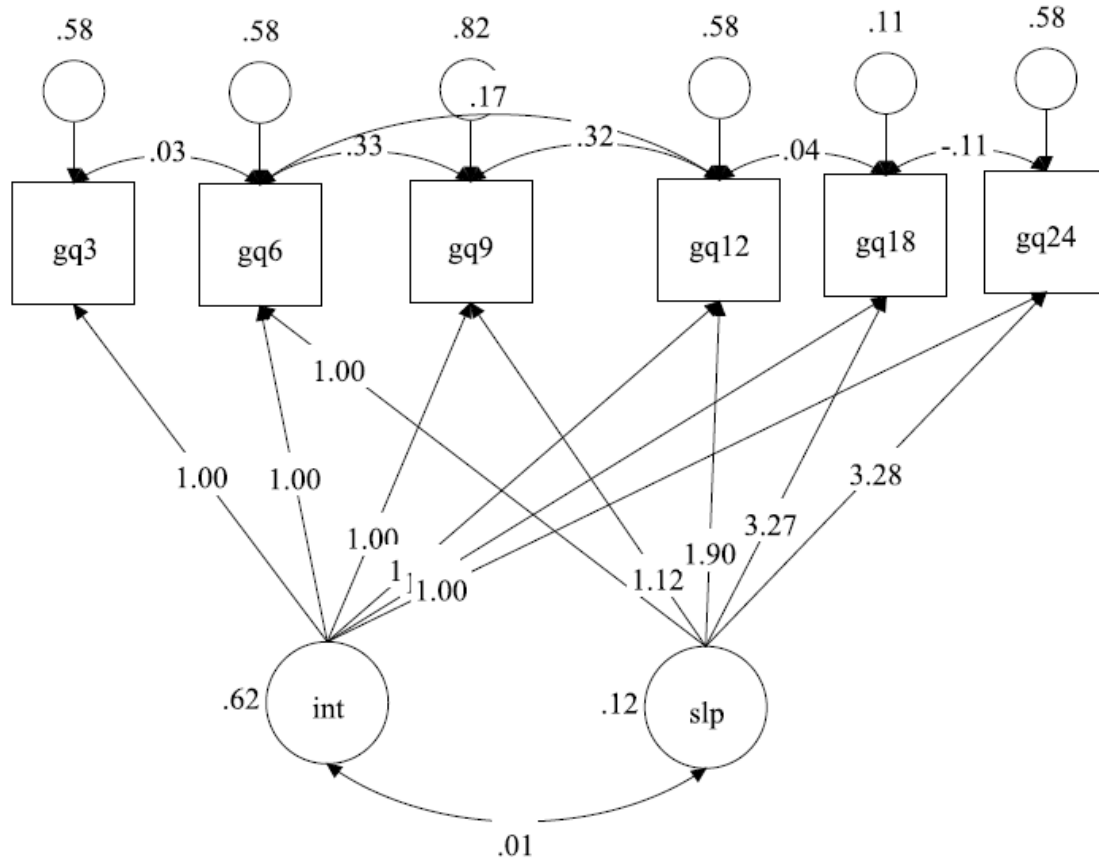 .58 .58 .82 .58 .11 .58
.17
.03 .33 .32 .04 -.11
gq3 gq6 gq9 gq12 gq18 gq24
1.00
1.00 1.00 3.28
1.00 3.27
1.90
1.00 1.12
.62 int .12 slp
.01